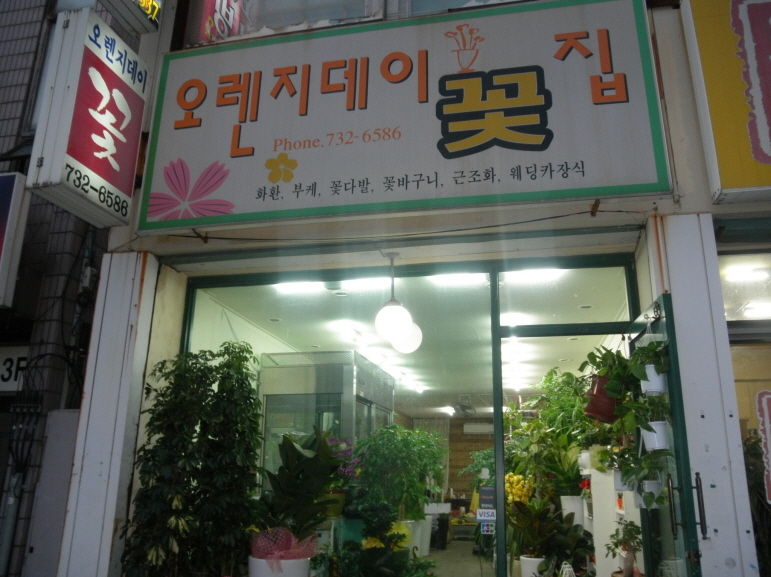 오렌지데이 꽃집
Phone.732-6586
화환, 부케, 꽃다발, 꽃바구니, 근조화, 웨딩카장식
오렌지데이
꽃
732-6586
3F
VISA